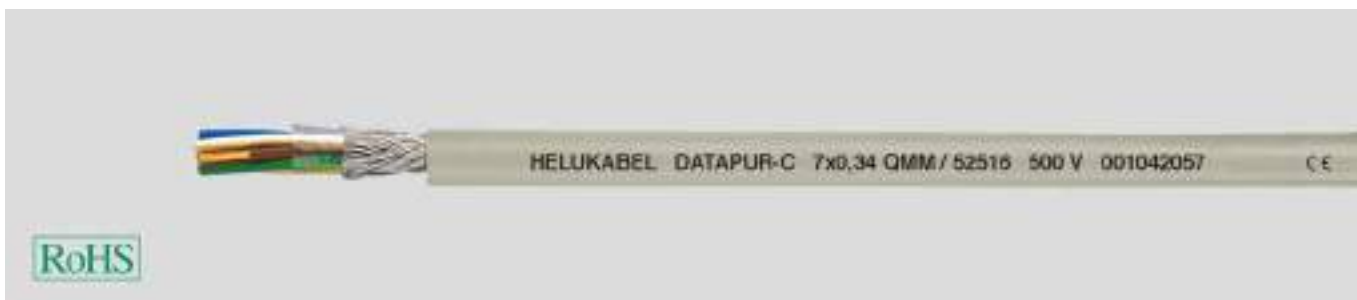 HELUKABEL DATAPUR-C 7x0,34 QMM / 52516 500 V 001042057 CE
RoHS